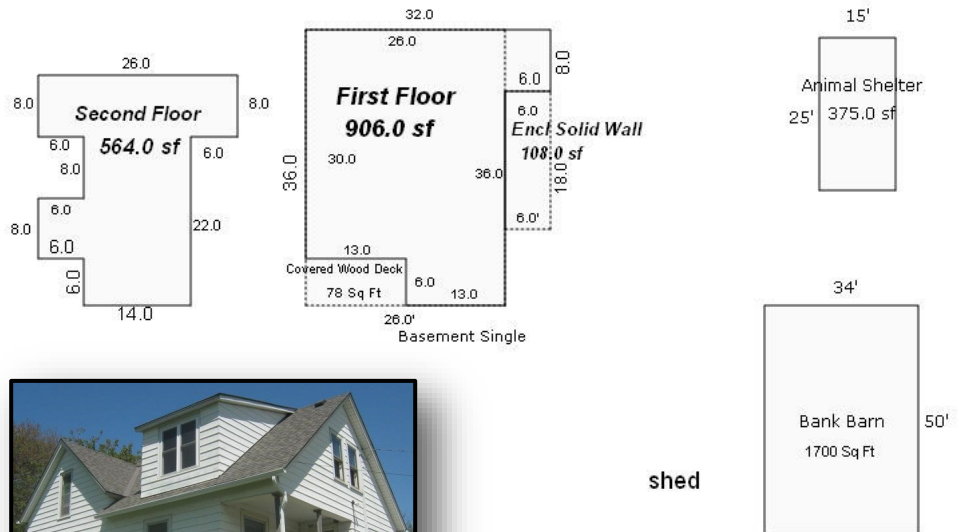 26.0
8.0
Second Floor
8.0
6.0
564.0 sf
6.0
8.0
6.0
8.0
22.0
6.0
6.0
14.0
32.0
26.0
8.0
6.0
First Floor
906.0 sf
6.0
Encl Solid Wall
108.0 sf
36.0
30.0
36.0
18.0
6.0'
13.0
Covered Wood Deck
6.0
78 Sq Ft
13.0
26.0'
Basement Single
15'
Animal Shelter
25'
375.0 sf
34'
Bank Barn
50'
1700 Sq Ft
shed